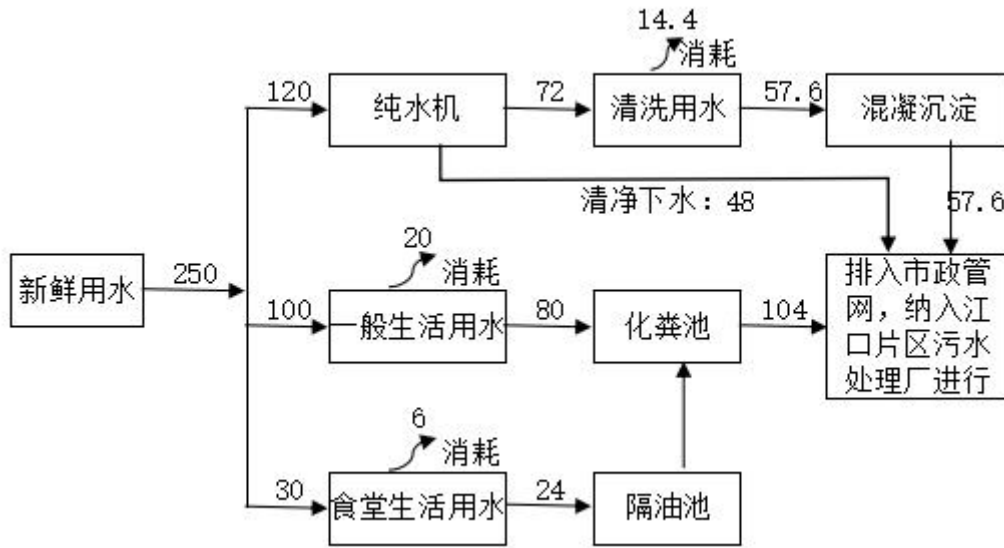 14.4
消耗
120
纯水机
72
清洗用水
57.6
混凝沉淀
清净下水：48
57.6
新鲜用水
250
20
消耗
100
一般生活用水
80
化粪池
104
排入市政管
网，纳入江
口片区污水
处理厂进行
6
消耗
30
食堂生活用水
24
隔油池